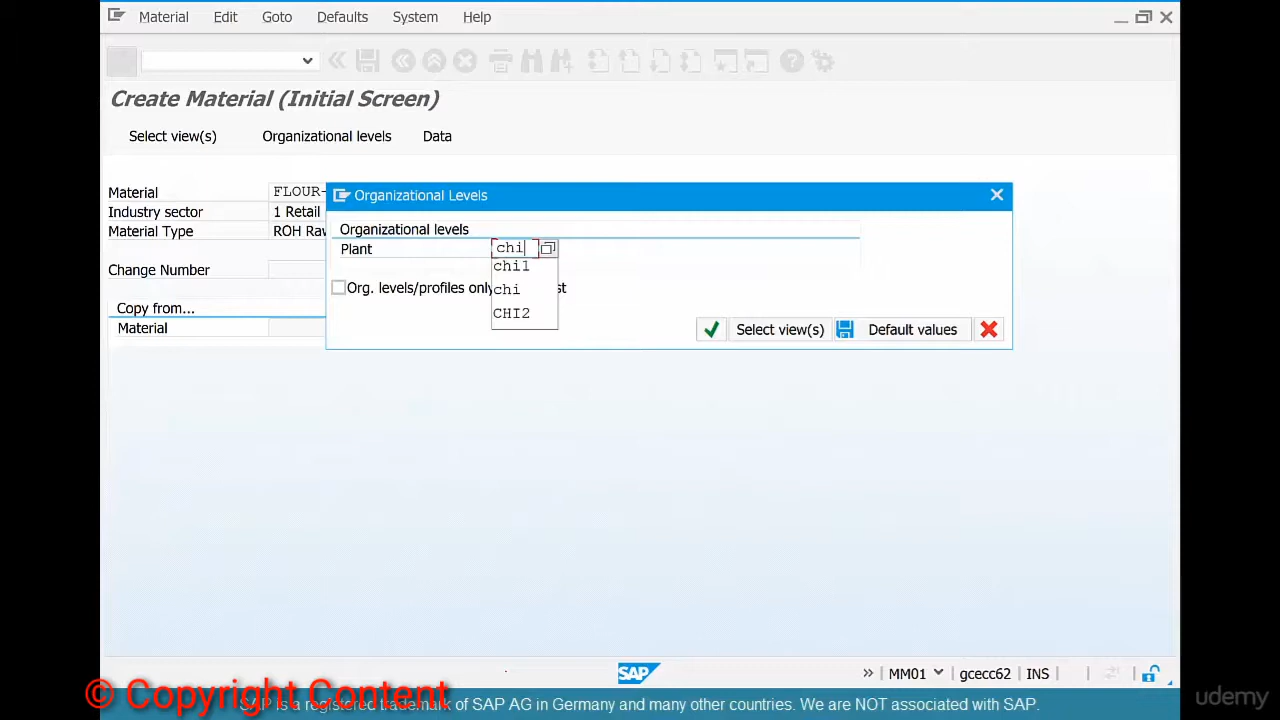 Material Edit Goto Defaults System Help
Create Material (Initial Screen)
Select view(s) Organizational levels Data
Material FLOUR-
Industry sector 1 Retail
Material Type ROH Raw
Change Number
Copy from...
Material
Organizational Levels
Organizational levels
Plant chi
chi1
chi
CHI2
Org. levels/profiles only
Select view(s) Default values
SAP
» MM01 gcecc62 INS
© Copyright Content
SAP is a registered trademark of SAP AG in Germany and many other countries. We are NOT associated with SAP.
udemy